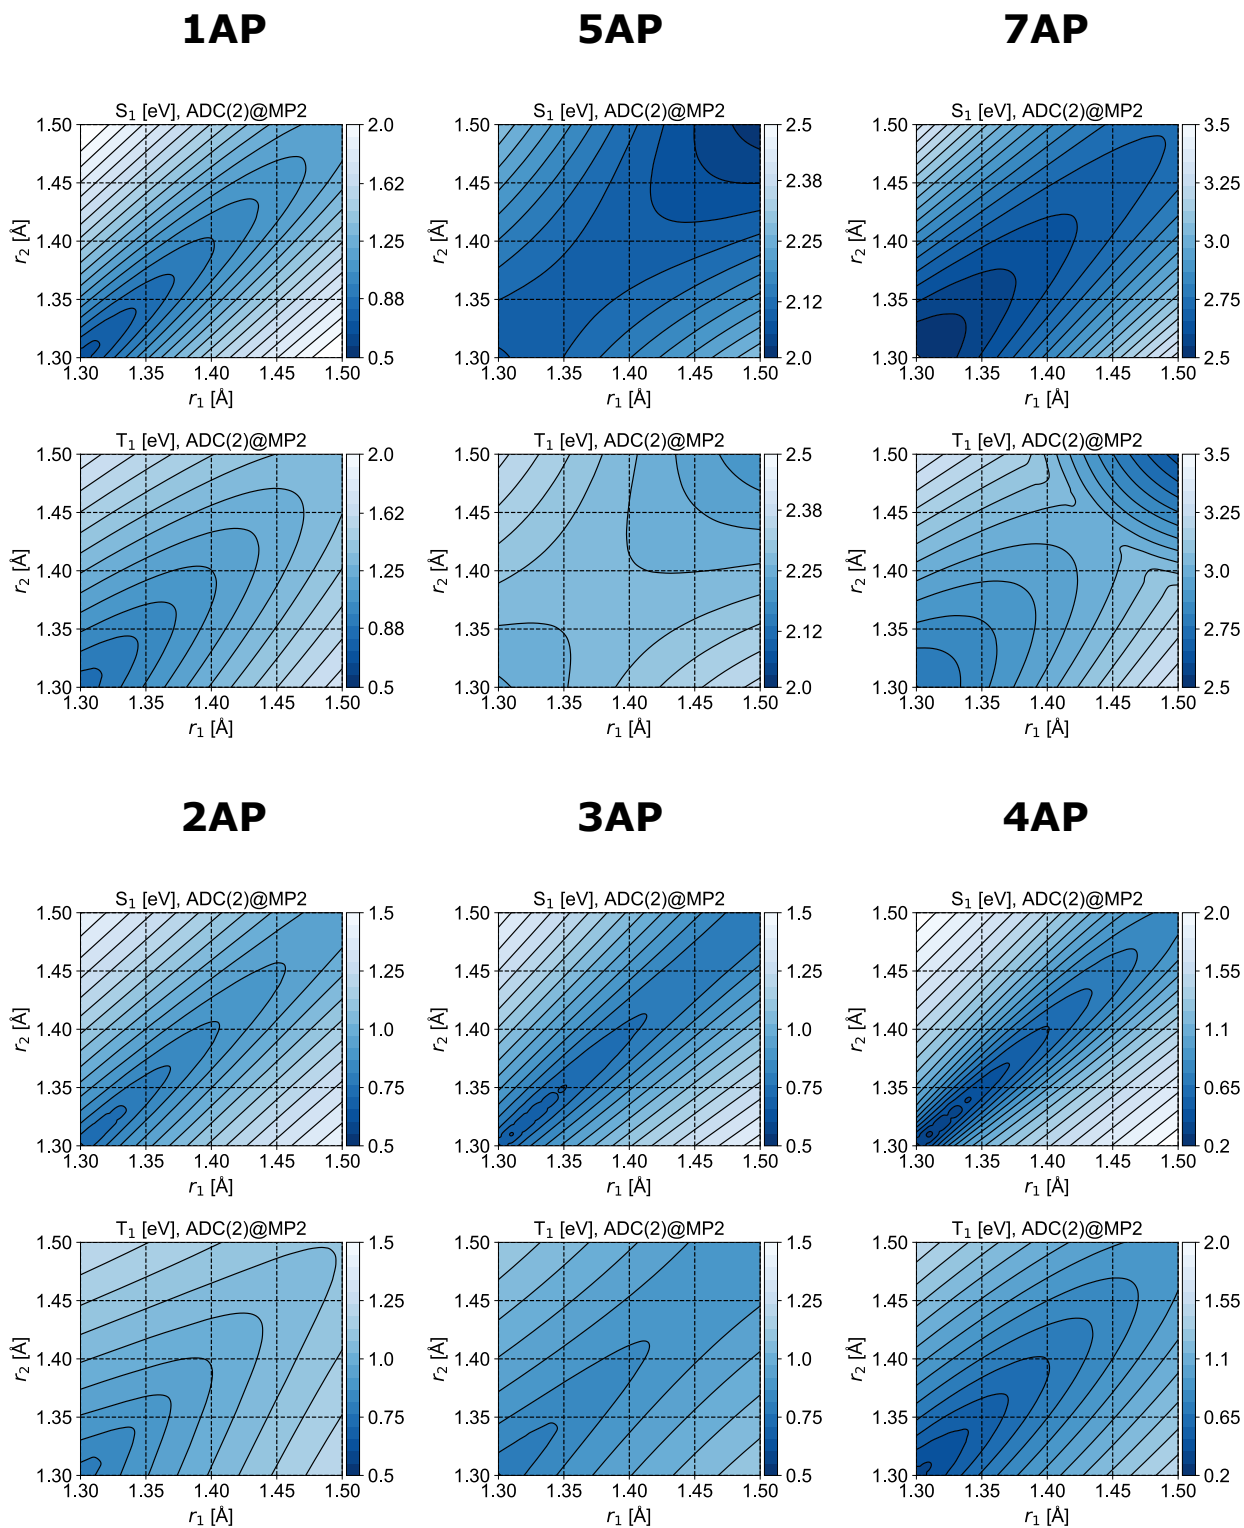 1AP 5AP 7AP
S1 [eV], ADC(2)@MP2 S1 [eV], ADC(2)@MP2 S1 [eV], ADC(2)@MP2
1.50 2.0 1.50 2.5 1.50 3.5
1.45 1.62 1.45 2.38 1.45 3.25
r2 [Å] 1.40 1.25 r2 [Å] 1.40 2.25 r2 [Å] 1.40 3.0
1.35 0.88 1.35 2.12 1.35 2.75
1.30 0.5 1.30 2.0 1.30 2.5
1.30 1.35 1.40 1.45 1.50 1.30 1.35 1.40 1.45 1.50 1.30 1.35 1.40 1.45 1.50
r1 [Å] r1 [Å] r1 [Å]
T1 [eV], ADC(2)@MP2 T1 [eV], ADC(2)@MP2 T1 [eV], ADC(2)@MP2
1.50 2.0 1.50 2.5 1.50 3.5
1.45 1.62 1.45 2.38 1.45 3.25
r2 [Å] 1.40 1.25 r2 [Å] 1.40 2.25 r2 [Å] 1.40 3.0
1.35 0.88 1.35 2.12 1.35 2.75
1.30 0.5 1.30 2.0 1.30 2.5
1.30 1.35 1.40 1.45 1.50 1.30 1.35 1.40 1.45 1.50 1.30 1.35 1.40 1.45 1.50
r1 [Å] r1 [Å] r1 [Å]
2AP 3AP 4AP
S1 [eV], ADC(2)@MP2 S1 [eV], ADC(2)@MP2 S1 [eV], ADC(2)@MP2
1.50 1.5 1.50 1.5 1.50 2.0
1.45 1.25 1.45 1.25 1.45 1.55
r2 [Å] 1.40 1.0 r2 [Å] 1.40 1.0 r2 [Å] 1.40 1.1
1.35 0.75 1.35 0.75 1.35 0.65
1.30 0.5 1.30 0.5 1.30 0.2
1.30 1.35 1.40 1.45 1.50 1.30 1.35 1.40 1.45 1.50 1.30 1.35 1.40 1.45 1.50
r1 [Å] r1 [Å] r1 [Å]
T1 [eV], ADC(2)@MP2 T1 [eV], ADC(2)@MP2 T1 [eV], ADC(2)@MP2
1.50 1.5 1.50 1.5 1.50 2.0
1.45 1.25 1.45 1.25 1.45 1.55
r2 [Å] 1.40 1.0 r2 [Å] 1.40 1.0 r2 [Å] 1.40 1.1
1.35 0.75 1.35 0.75 1.35 0.65
1.30 0.5 1.30 0.5 1.30 0.2
1.30 1.35 1.40 1.45 1.50 1.30 1.35 1.40 1.45 1.50 1.30 1.35 1.40 1.45 1.50
r1 [Å] r1 [Å] r1 [Å]